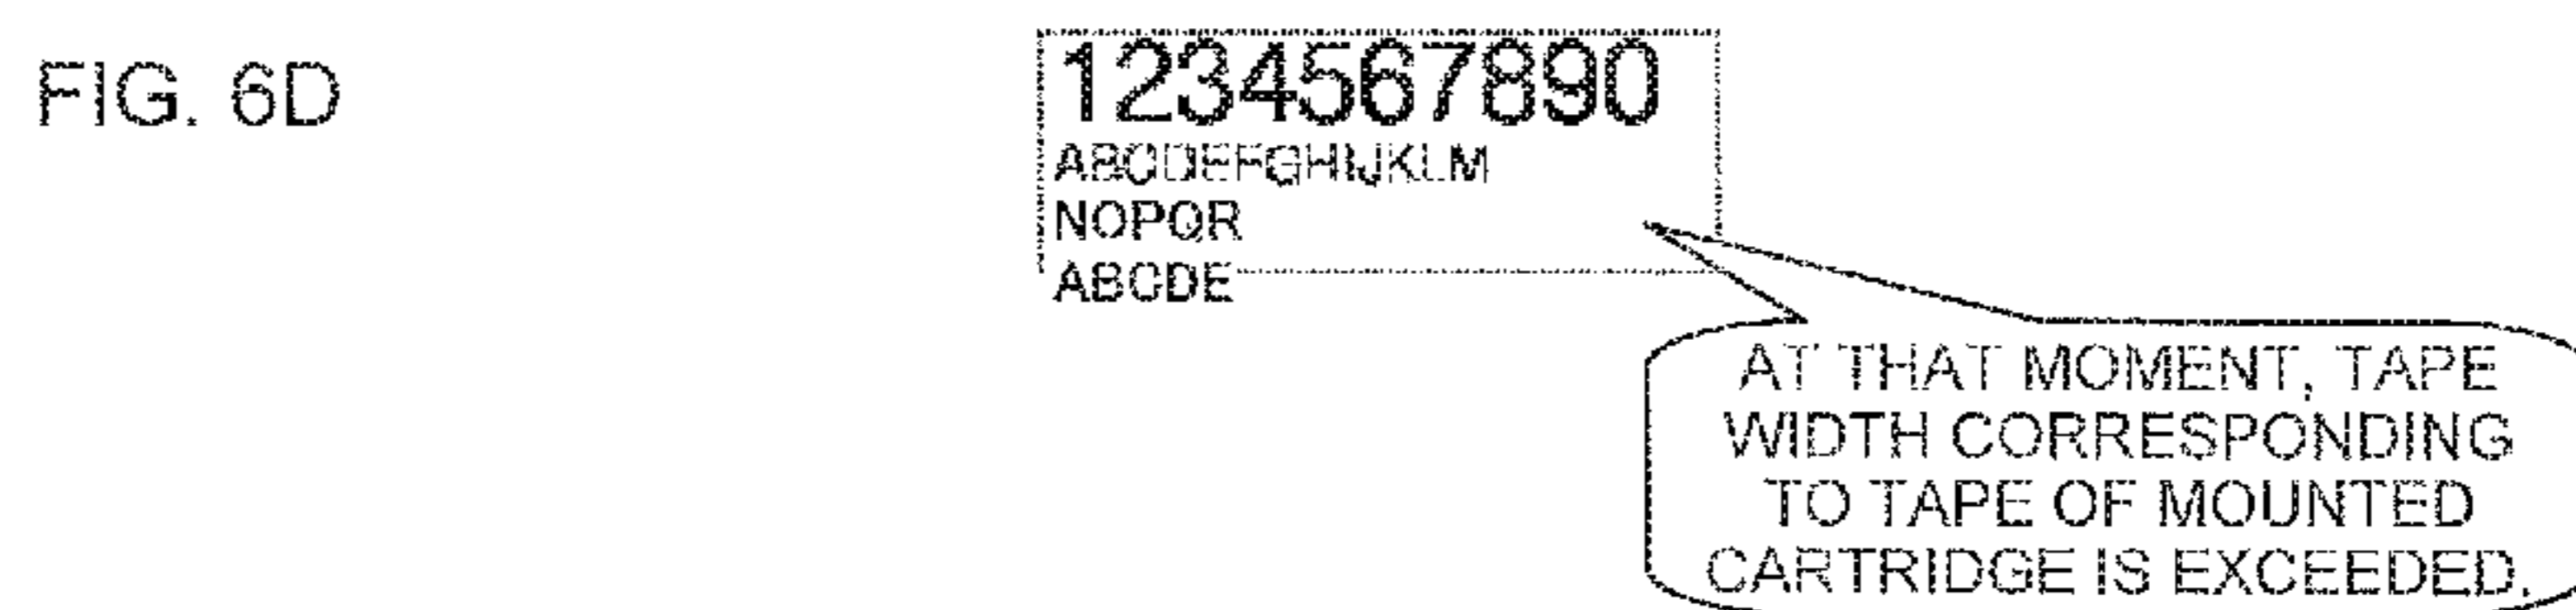 FIG. 6D
1234567890
ABCDEFGHIJKLM
NOPQR
ABCDE
AT THAT MOMENT, TAPE
WIDTH CORRESPONDING
TO TAPE OF MOUNTED
CARTRIDGE IS EXCEEDED.